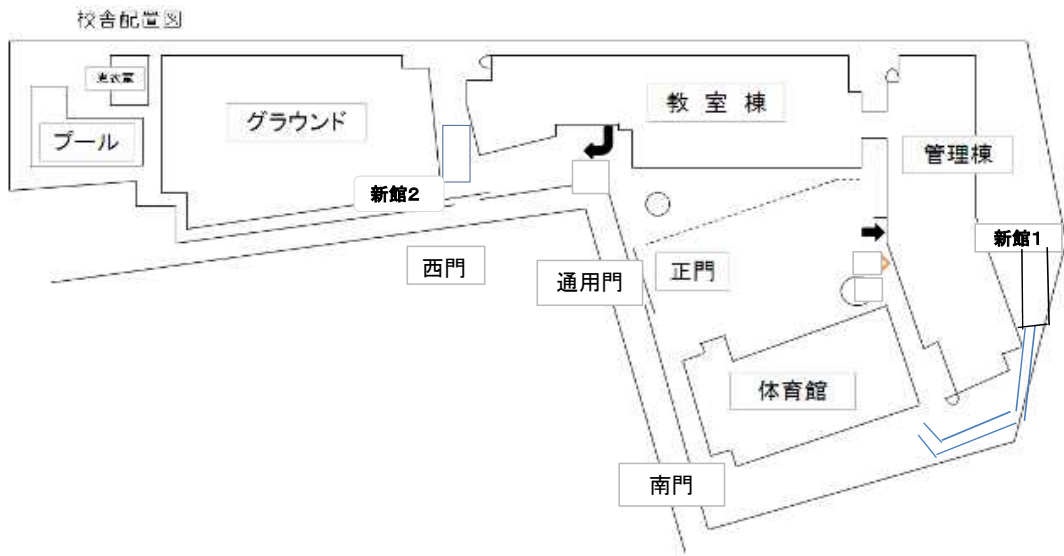 校舎配置図
更衣室
プール
グラウンド
教室棟
管理棟
新館2
新館1
西門
通用門
正門
体育館
南門